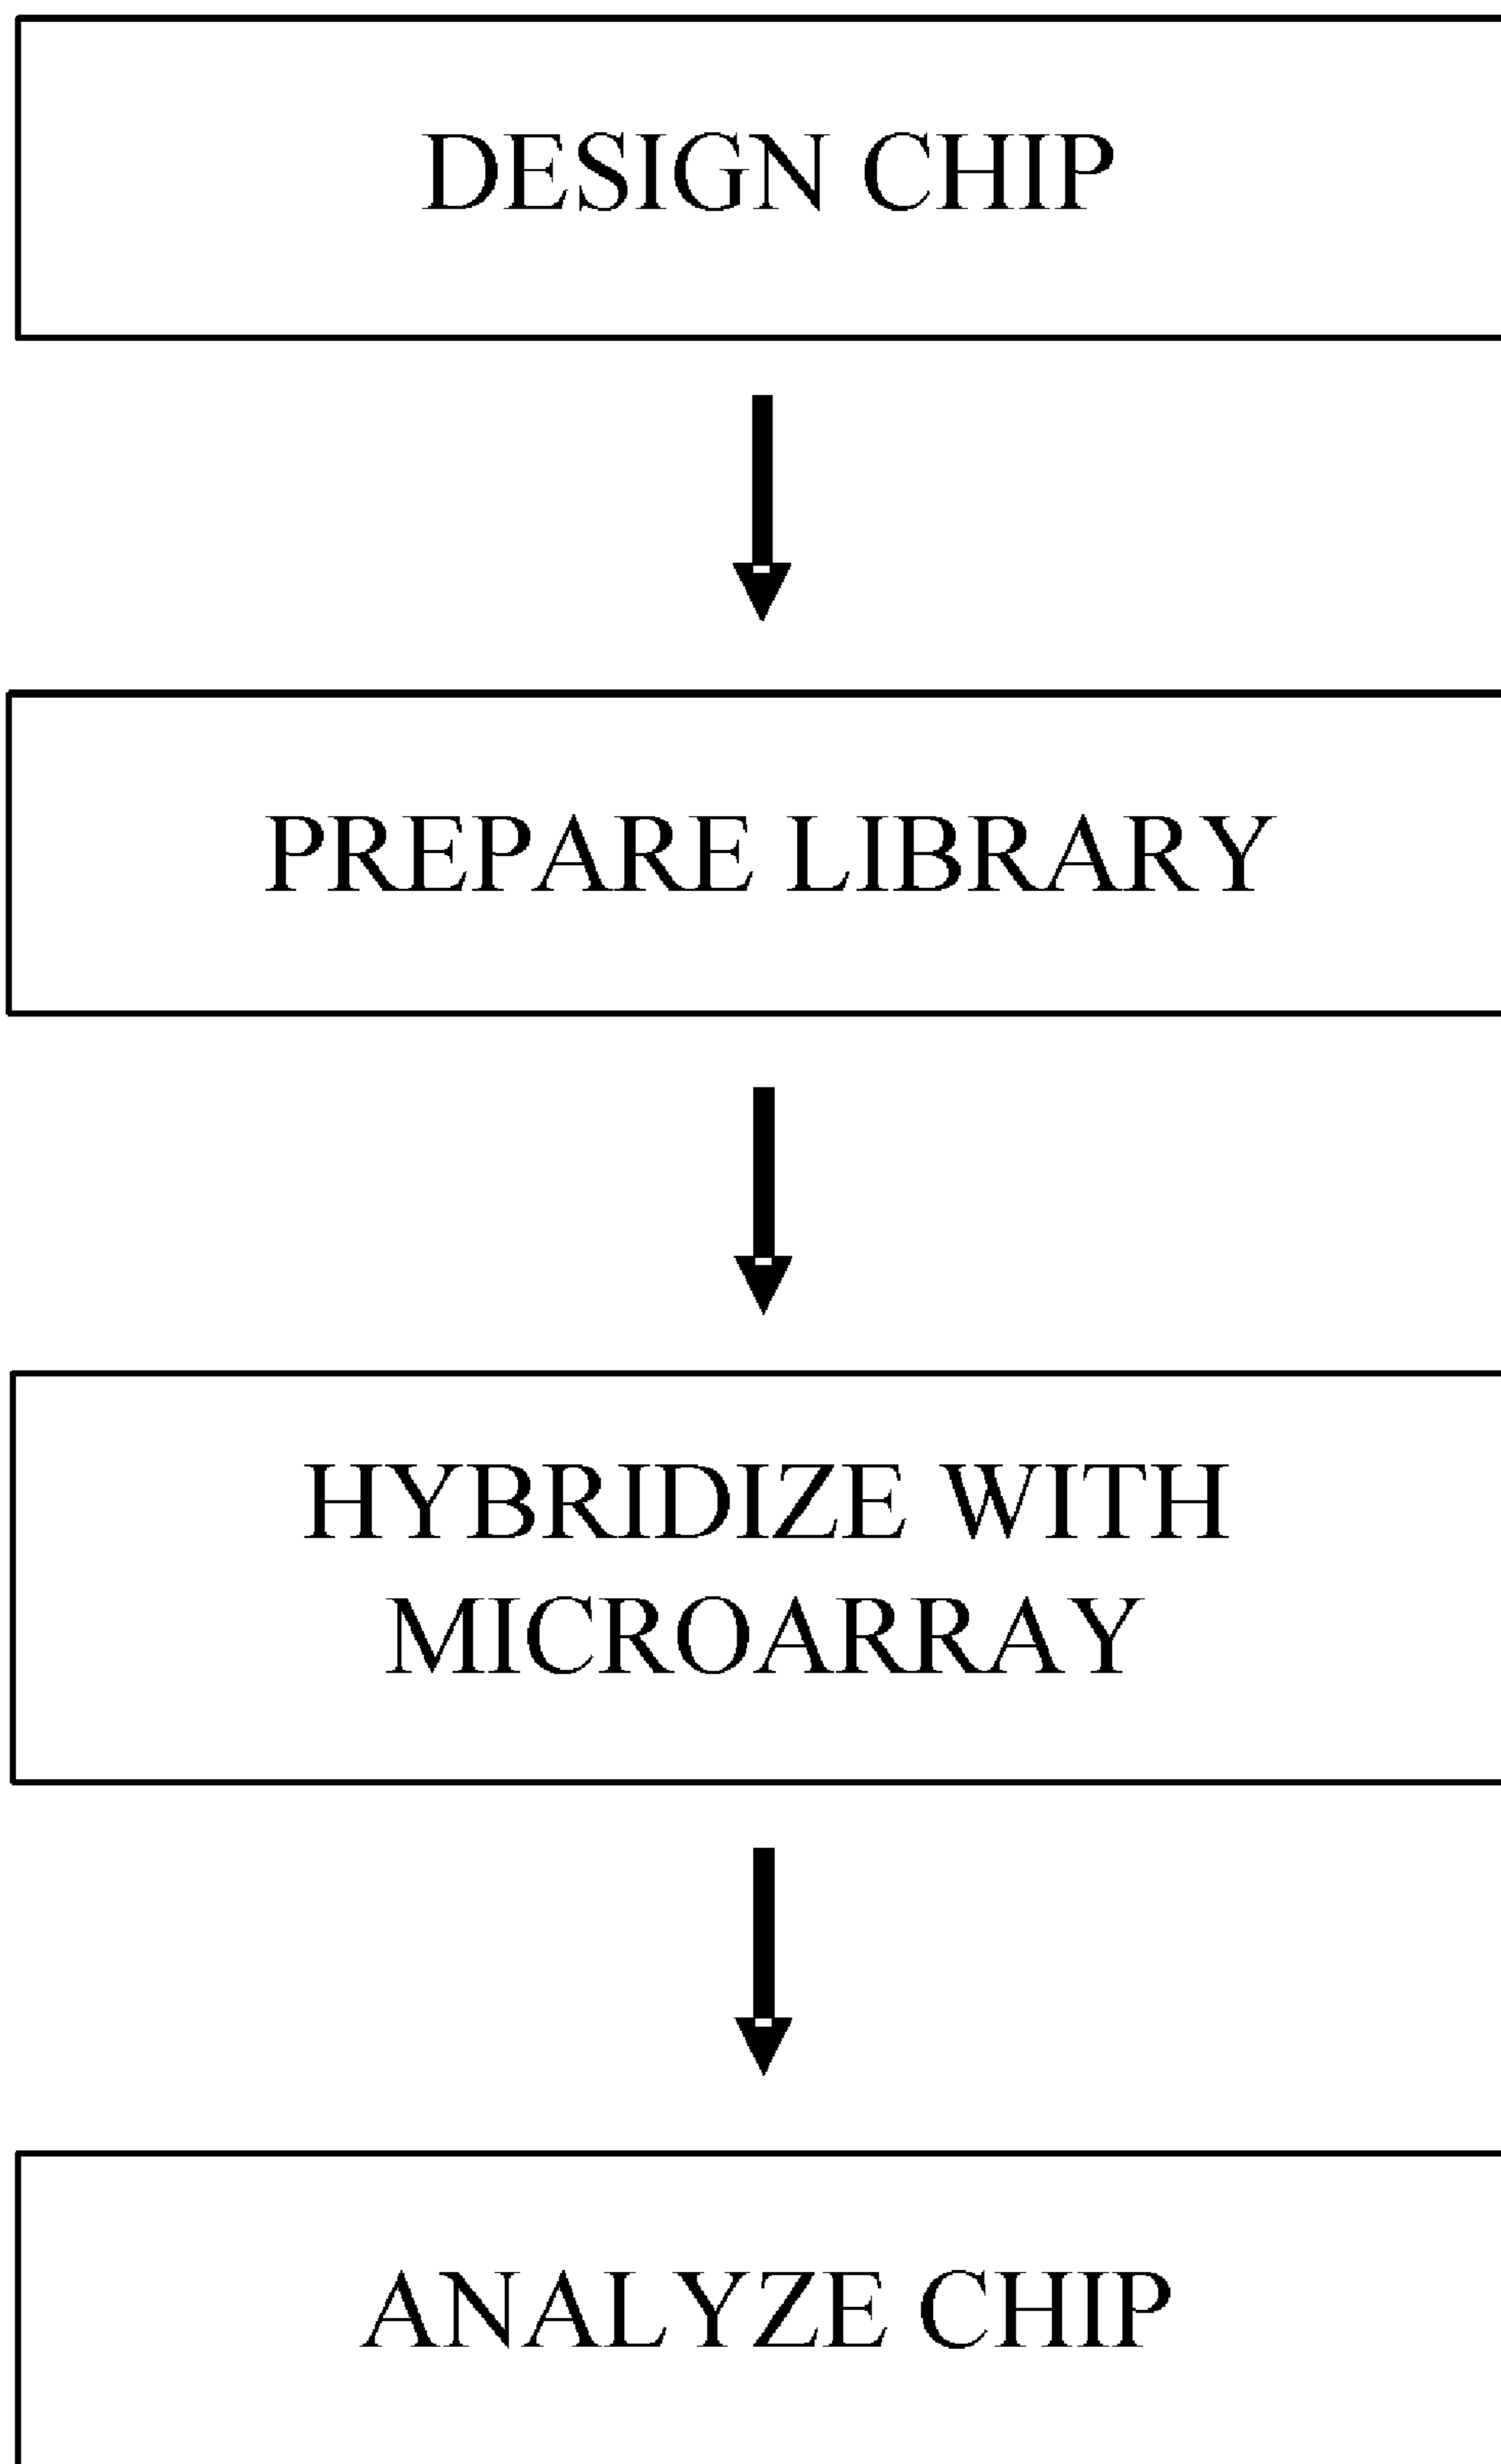 DESIGN CHIP
PREPARE LIBRARY
HYBRIDIZE WITH
MICROARRAY
ANALYZE CHIP